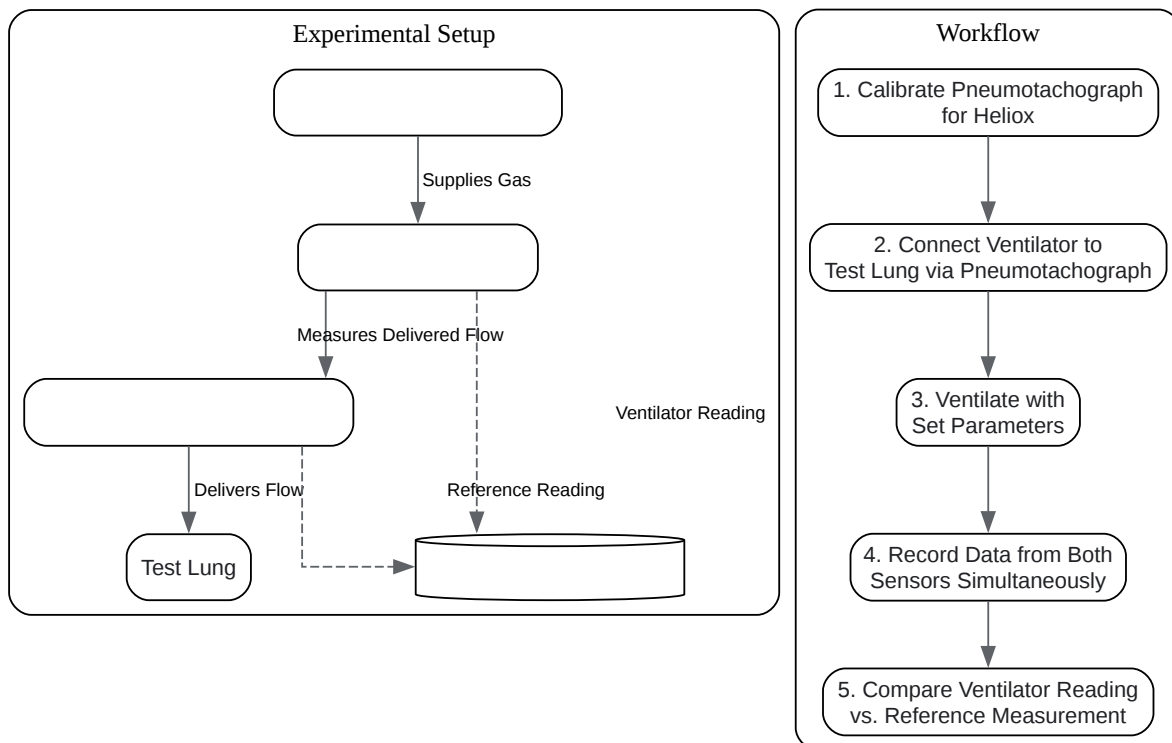 Experimental Setup
Supplies Gas
Measures Delivered Flow
Ventilator Reading
Delivers Flow
Reference Reading
Test Lung
Workflow
1. Calibrate Pneumotachograph
for Heliox
2. Connect Ventilator to
Test Lung via Pneumotachograph
3. Ventilate with
Set Parameters
4. Record Data from Both
Sensors Simultaneously
5. Compare Ventilator Reading
vs. Reference Measurement